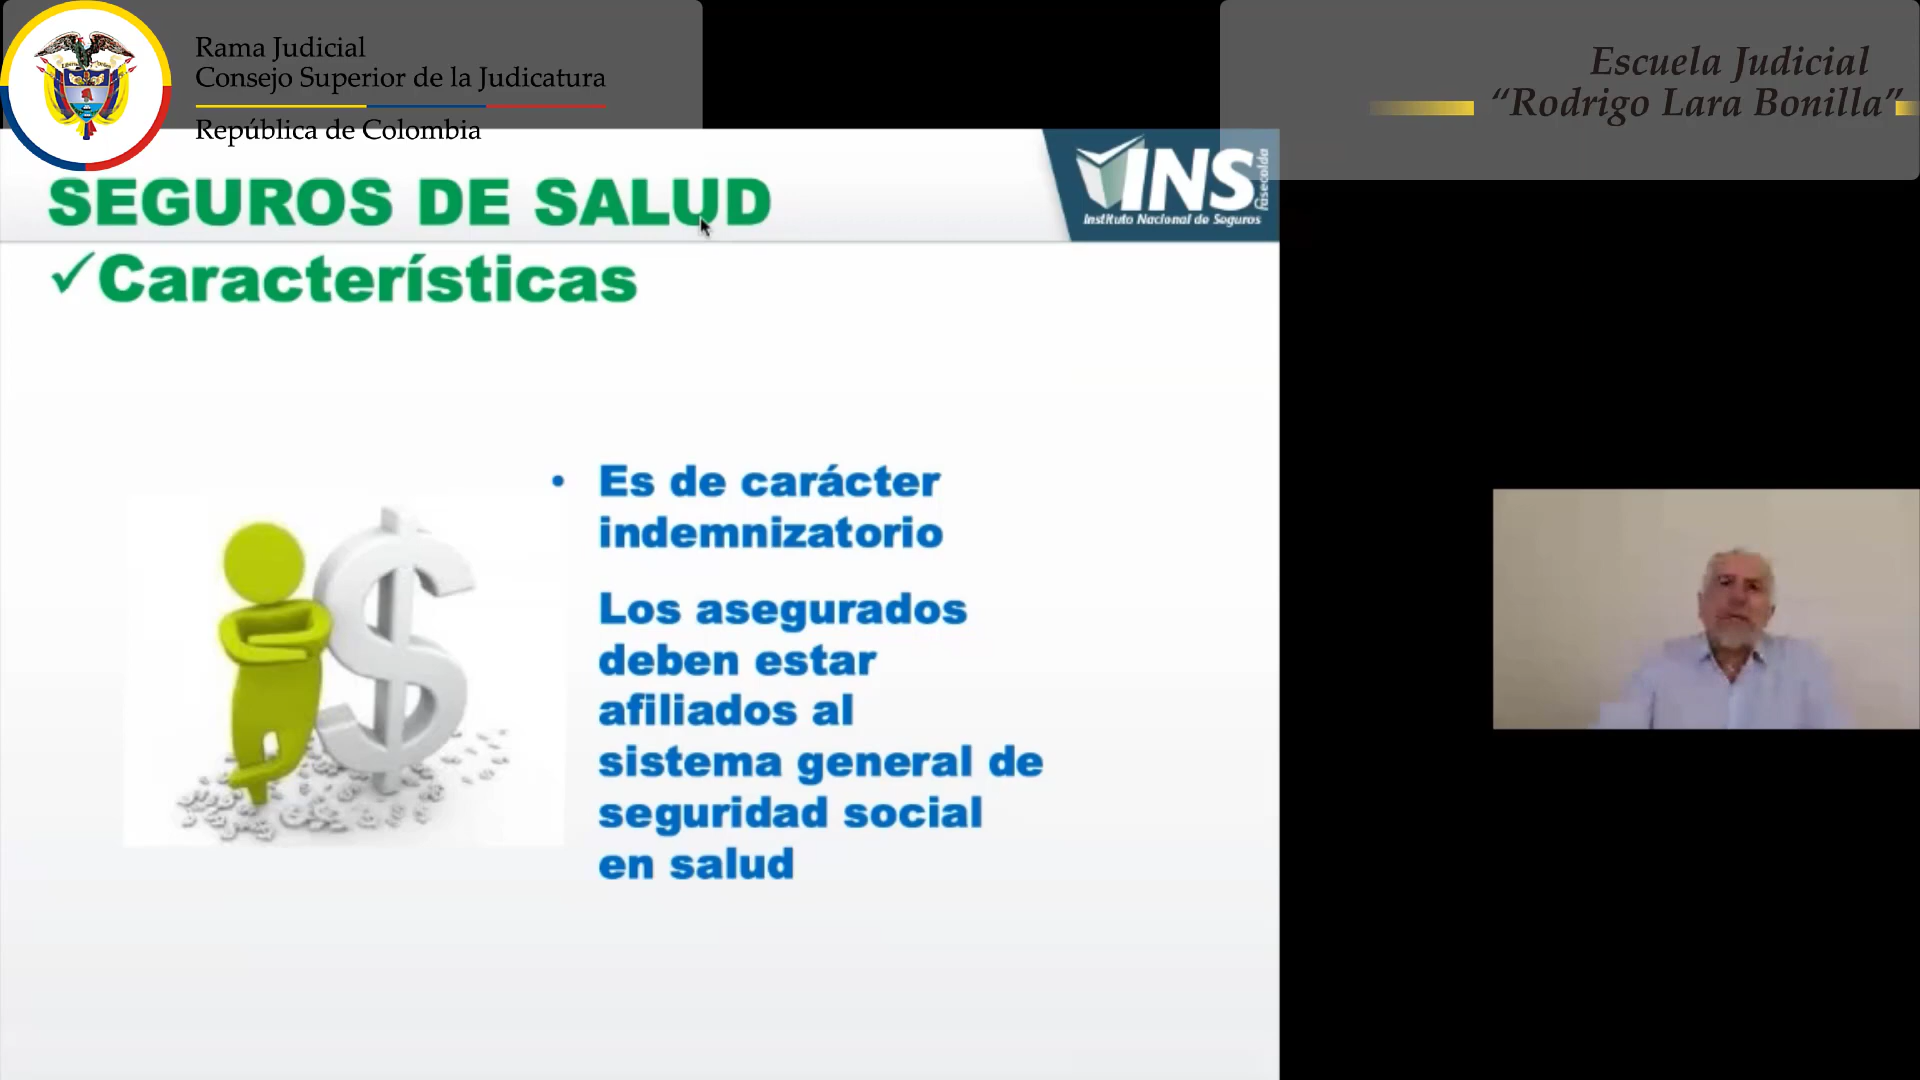 Rama Judicial
Consejo Superior de la Judicatura
República de Colombia
Escuela Judicial
“Rodrigo Lara Bonilla”
INS
fasecolda
Instituto Nacional de Seguros
SEGUROS DE SALUD
✓Características
• Es de carácter
indemnizatorio
Los asegurados
deben estar
afiliados al
sistema general de
seguridad social
en salud